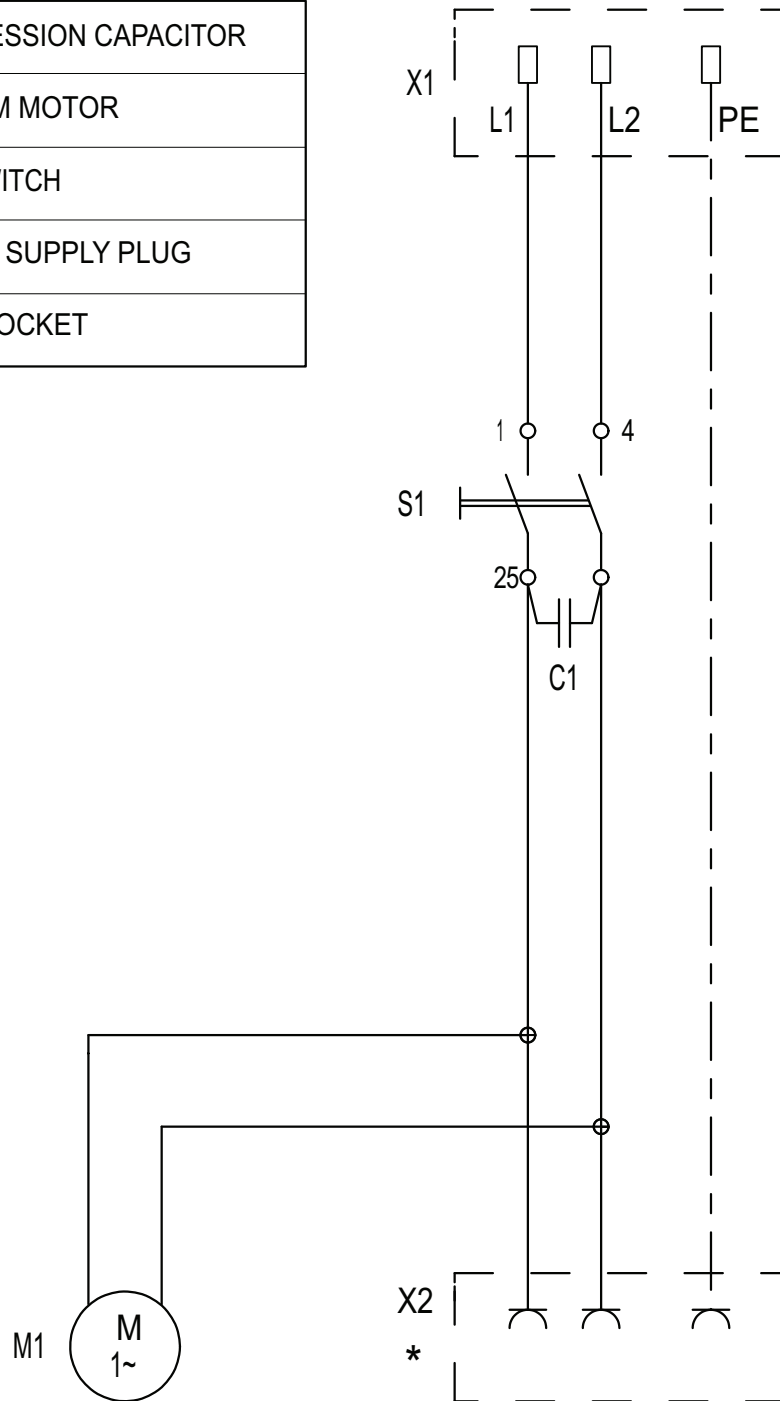 ESSION CAPACITOR
M MOTOR
ITCH
SUPPLY PLUG
OCKET
X1
L1
L2
PE
1
4
S1
25
C1
X2
*
M1
M
1~